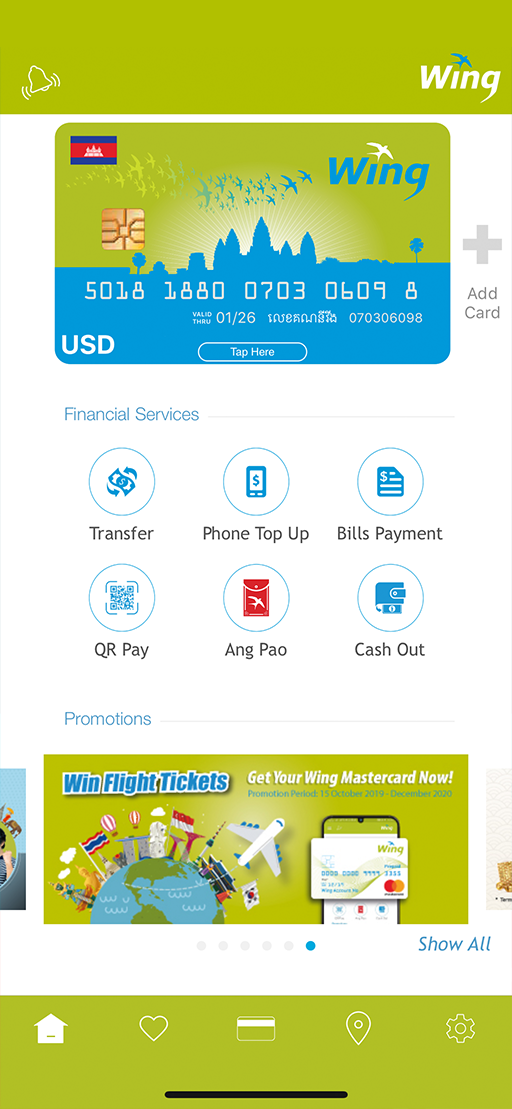 Wing
Wing
5018 1880 0703 0609 8
VALID THRU 01/26 លេខគណនីវីង 070306098
USD
Tap Here
Add
Card
Financial Services
Transfer
Phone Top Up
Bills Payment
QR Pay
Ang Pao
Cash Out
Promotions
Win Flight Tickets
Get Your Wing Mastercard Now!
Promotion Period: 15 October 2019 - December 2020
Wing
Wing
Show All